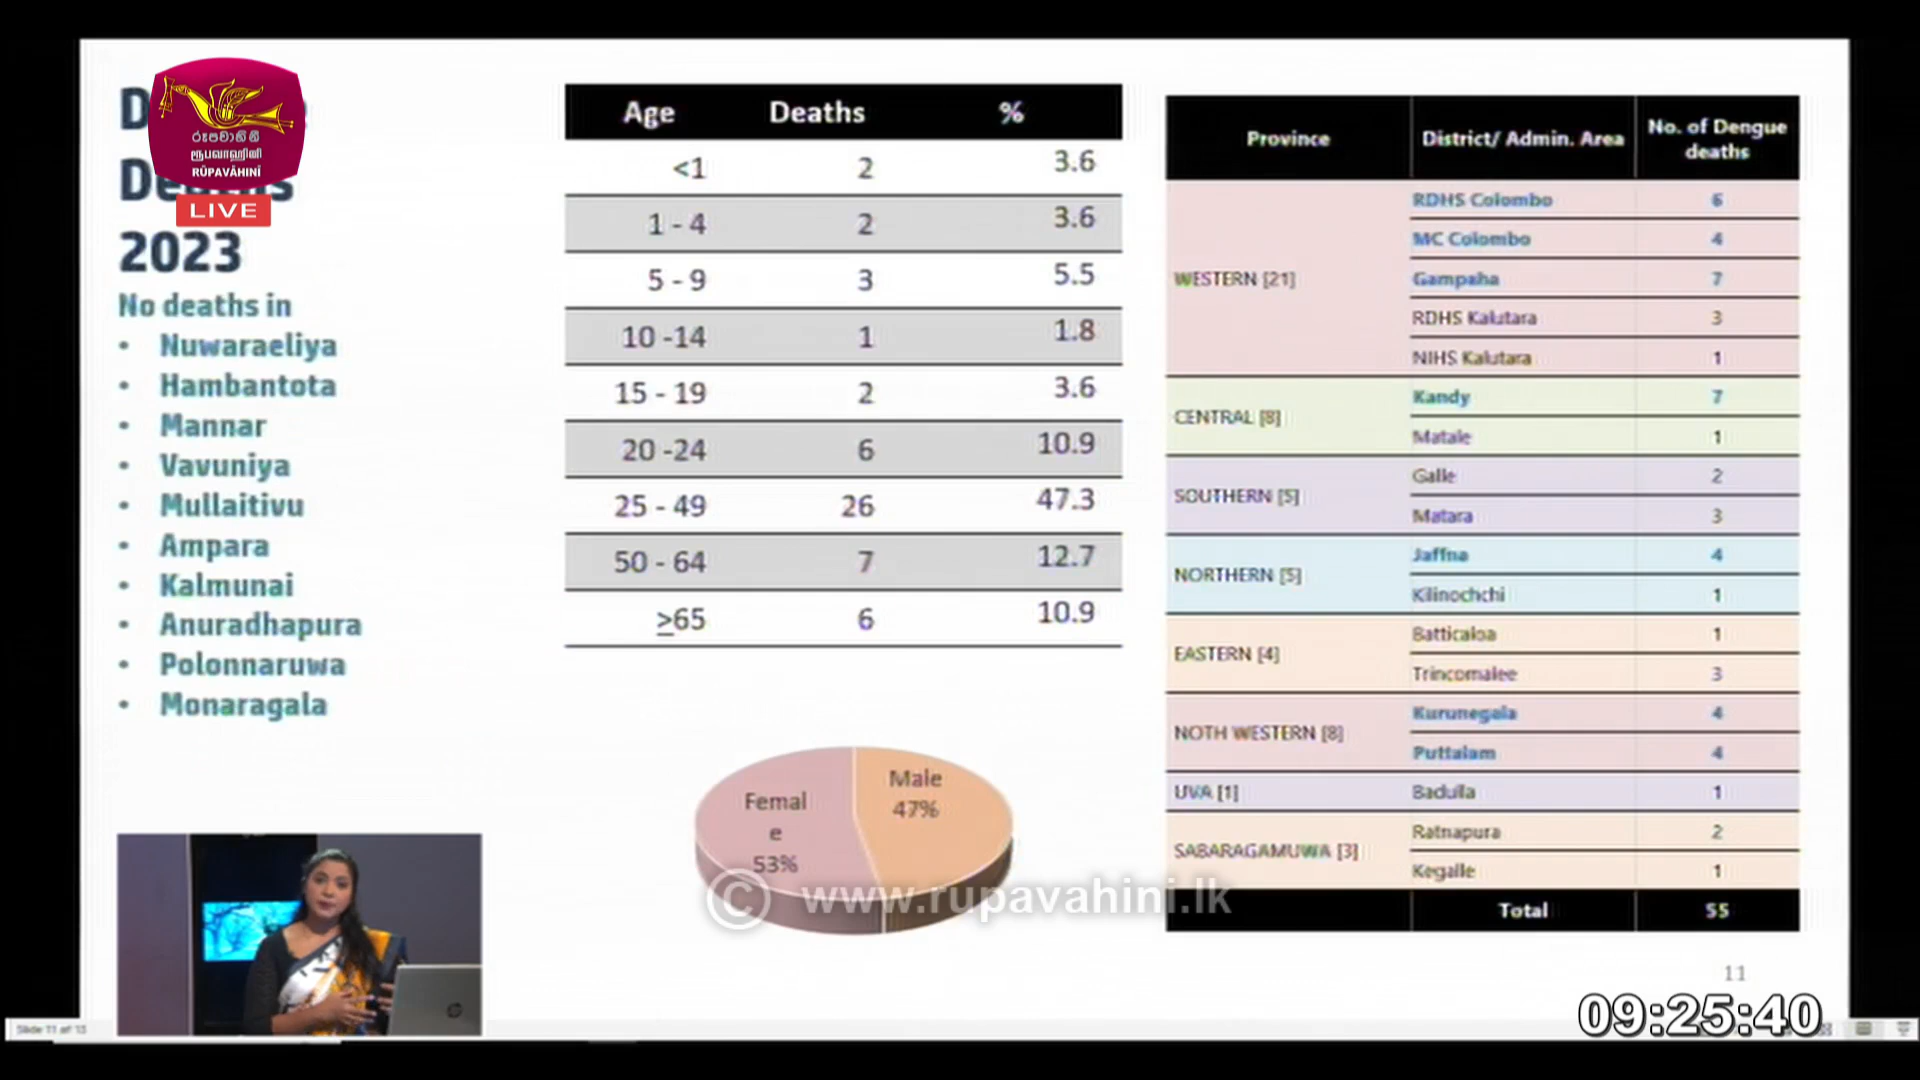 රූපවාහිනී
ரூபவாஹினி
RŪPAVĀHINĪ
LIVE
2023
No deaths in
• Nuwaraeliya
• Hambantota
• Mannar
• Vavuniya
• Mullaitivu
• Ampara
• Kalmunai
• Anuradhapura
• Polonnaruwa
• Monaragala
Age Deaths %
<1 2 3.6
1 - 4 2 3.6
5 - 9 3 5.5
10 -14 1 1.8
15 - 19 2 3.6
20 -24 6 10.9
25 - 49 26 47.3
50 - 64 7 12.7
≥65 6 10.9
Femal
e
53%
Male
47%
Province District/ Admin. Area No. of Dengue
deaths
WESTERN [21]
RDHS Colombo 6
MC Colombo 4
Gampaha 7
RDHS Kalutara 3
NIHS Kalutara 1
CENTRAL [8]
Kandy 7
Matale 1
SOUTHERN [5]
Galle 2
Matara 3
NORTHERN [5]
Jaffna 4
Kilinochchi 1
EASTERN [4]
Batticaloa 1
Trincomalee 3
NOTH WESTERN [8]
Kurunegala 4
Puttalam 4
UVA [1] Badulla 1
SABARAGAMUWA [3]
Ratnapura 2
Kegalle 1
Total 55
© www.rupavahini.lk
11
09:25:40
Slide 11 of 13